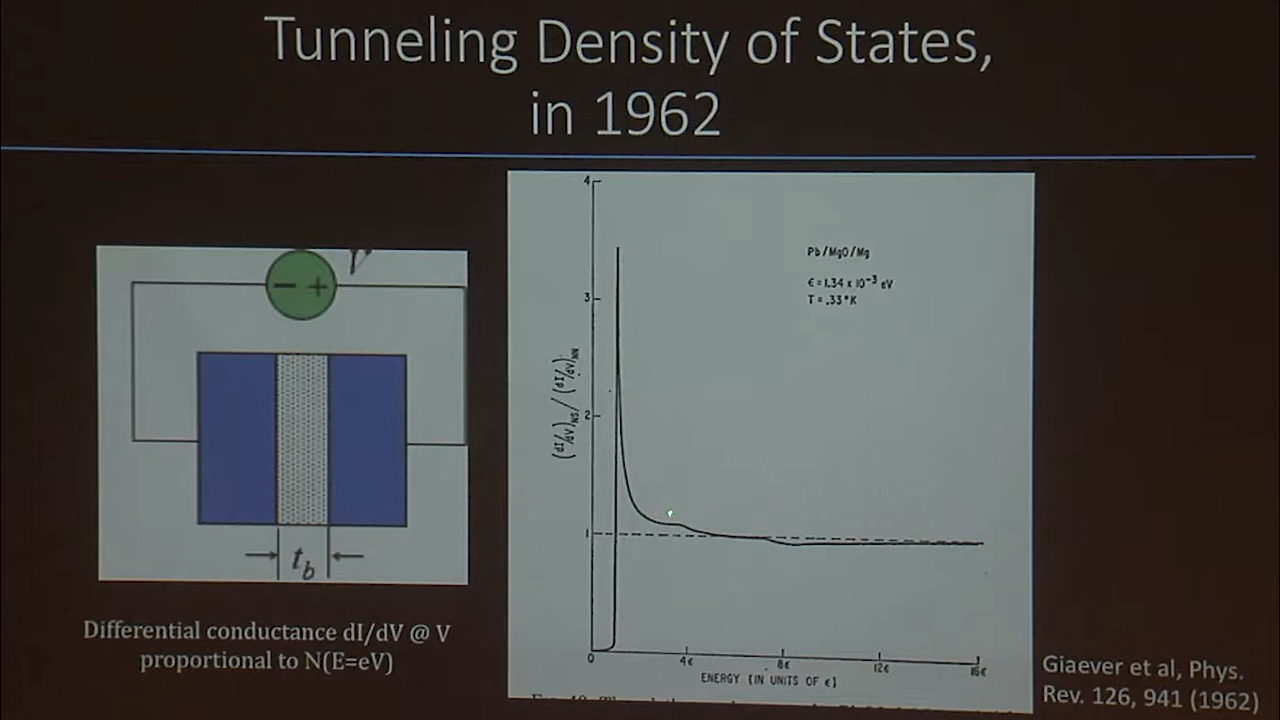 Tunneling Density of States,
in 1962
V
− +
t_b
Differential conductance dI/dV @ V
proportional to N(E=eV)
4
3
2
1
0
4ε
8ε
12ε
16ε
(dI/dV)NS / (dI/dV)NN
Pb/MgO/Mg
ε = 1.34 x 10⁻³ eV
T = .33°K
ENERGY (IN UNITS OF ε)
Giaever et al, Phys.
Rev. 126, 941 (1962)